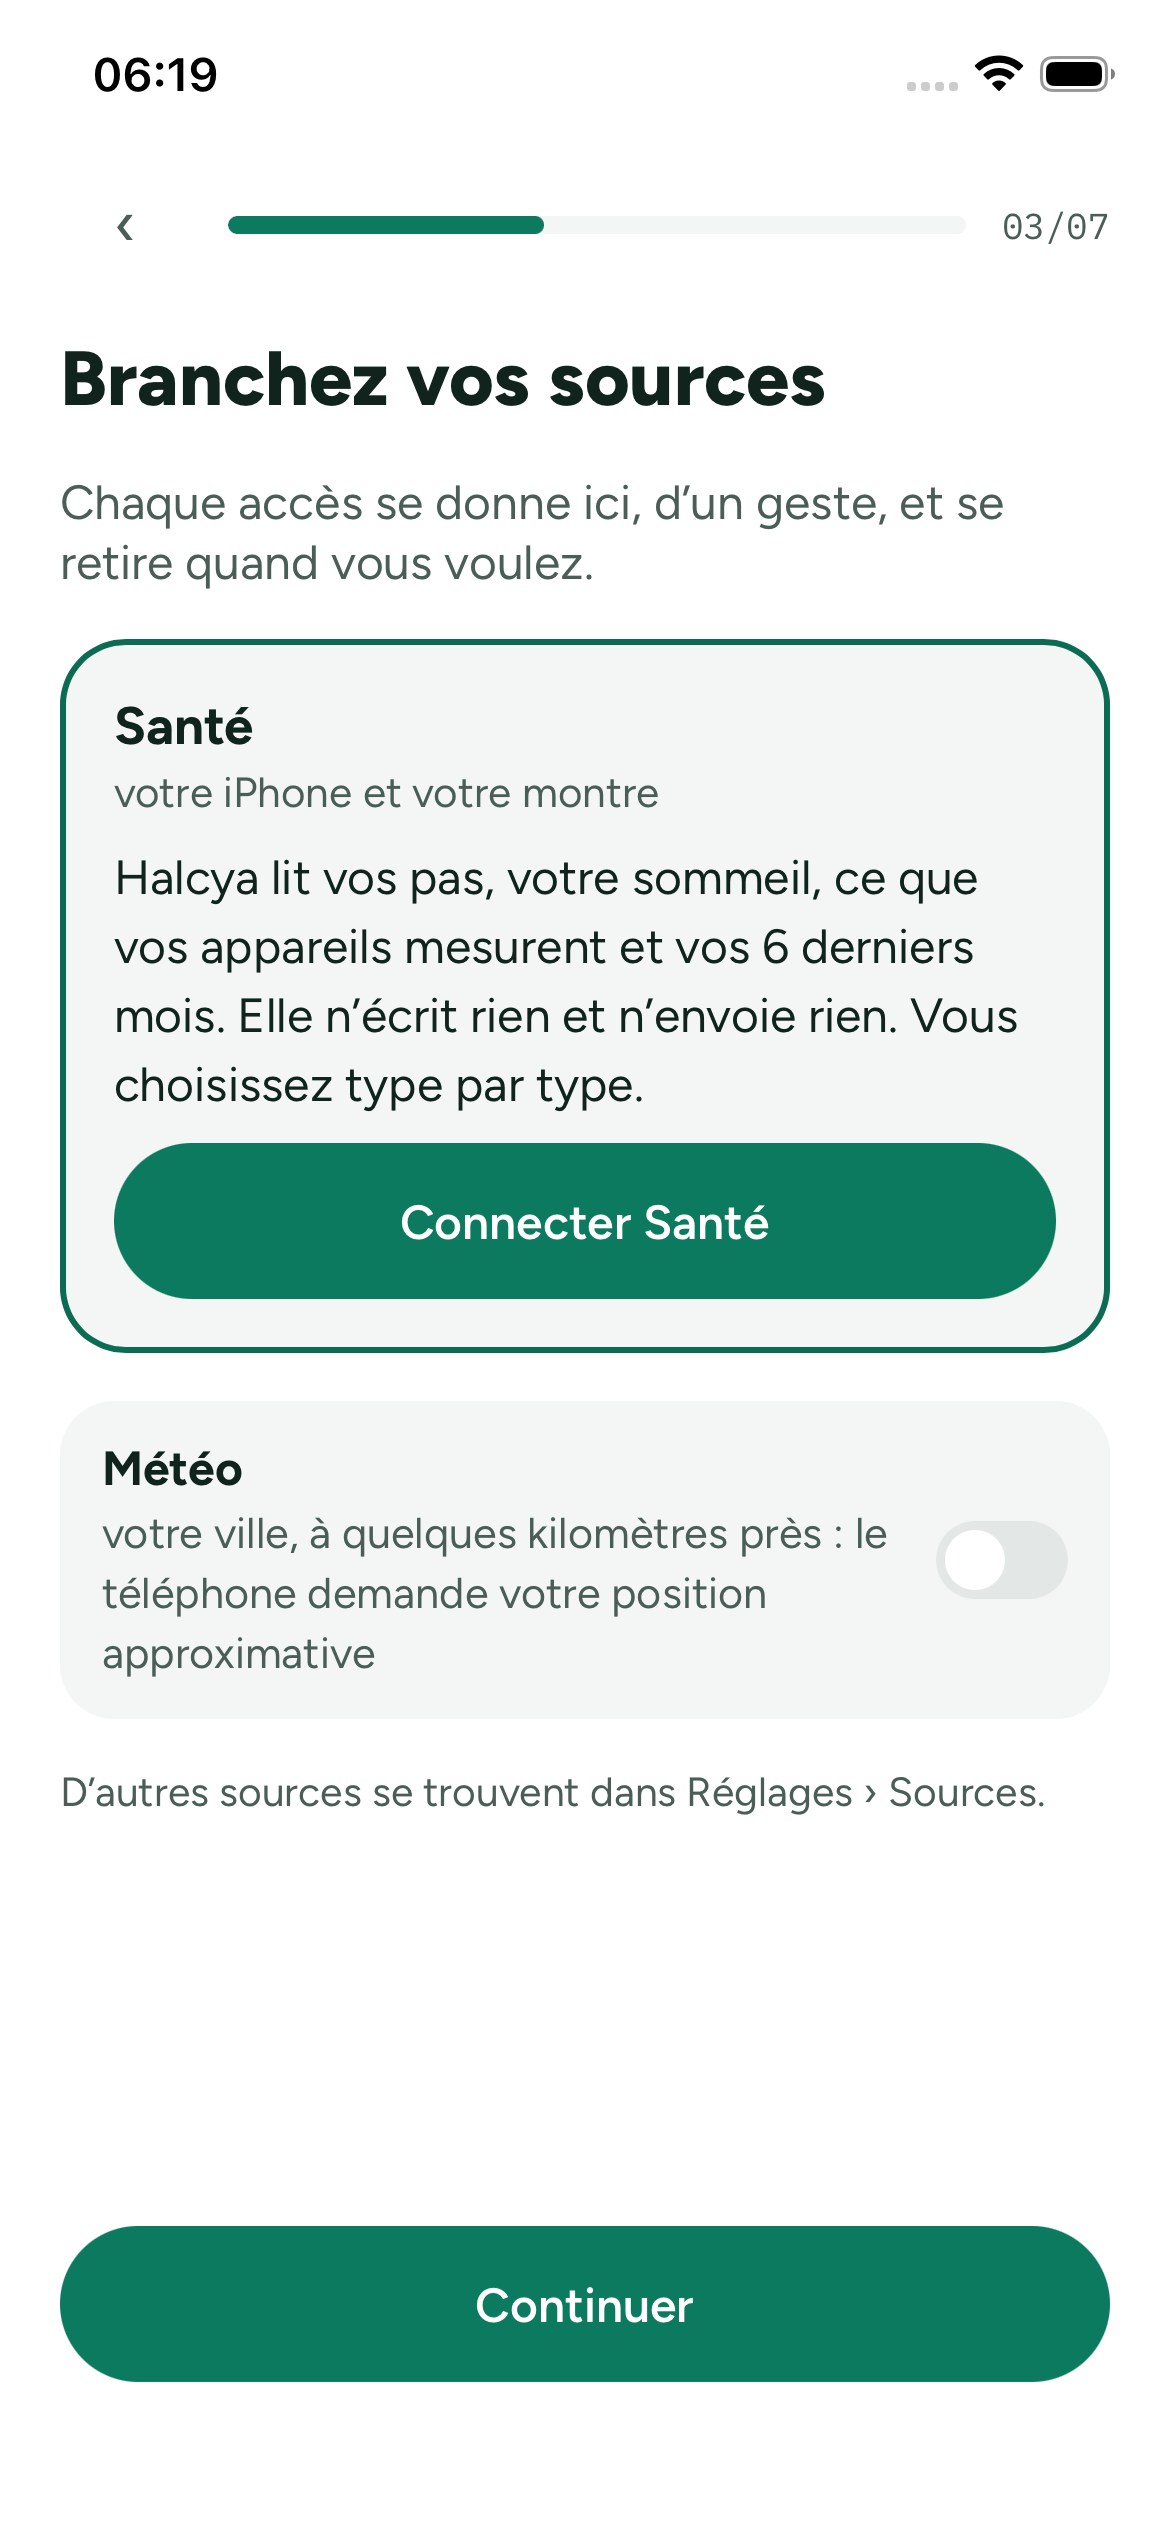 06:19
‹
03/07
Branchez vos sources
Chaque accès se donne ici, d’un geste, et se
retire quand vous voulez.
Santé
votre iPhone et votre montre
Halcya lit vos pas, votre sommeil, ce que
vos appareils mesurent et vos 6 derniers
mois. Elle n’écrit rien et n’envoie rien. Vous
choisissez type par type.
Connecter Santé
Météo
votre ville, à quelques kilomètres près : le
téléphone demande votre position
approximative
D’autres sources se trouvent dans Réglages › Sources.
Continuer